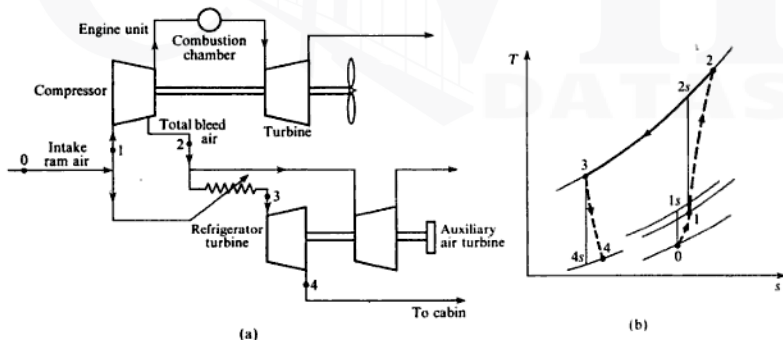 Engine unit
Combustion
chamber
Compressor
Turbine
Total bleed
air
2
1
0
Intake
ram air
3
Refrigerator
turbine
Auxiliary
air turbine
4
To cabin
(a)
T
2
2s
3
1s
1
4s
4
0
s
(b)